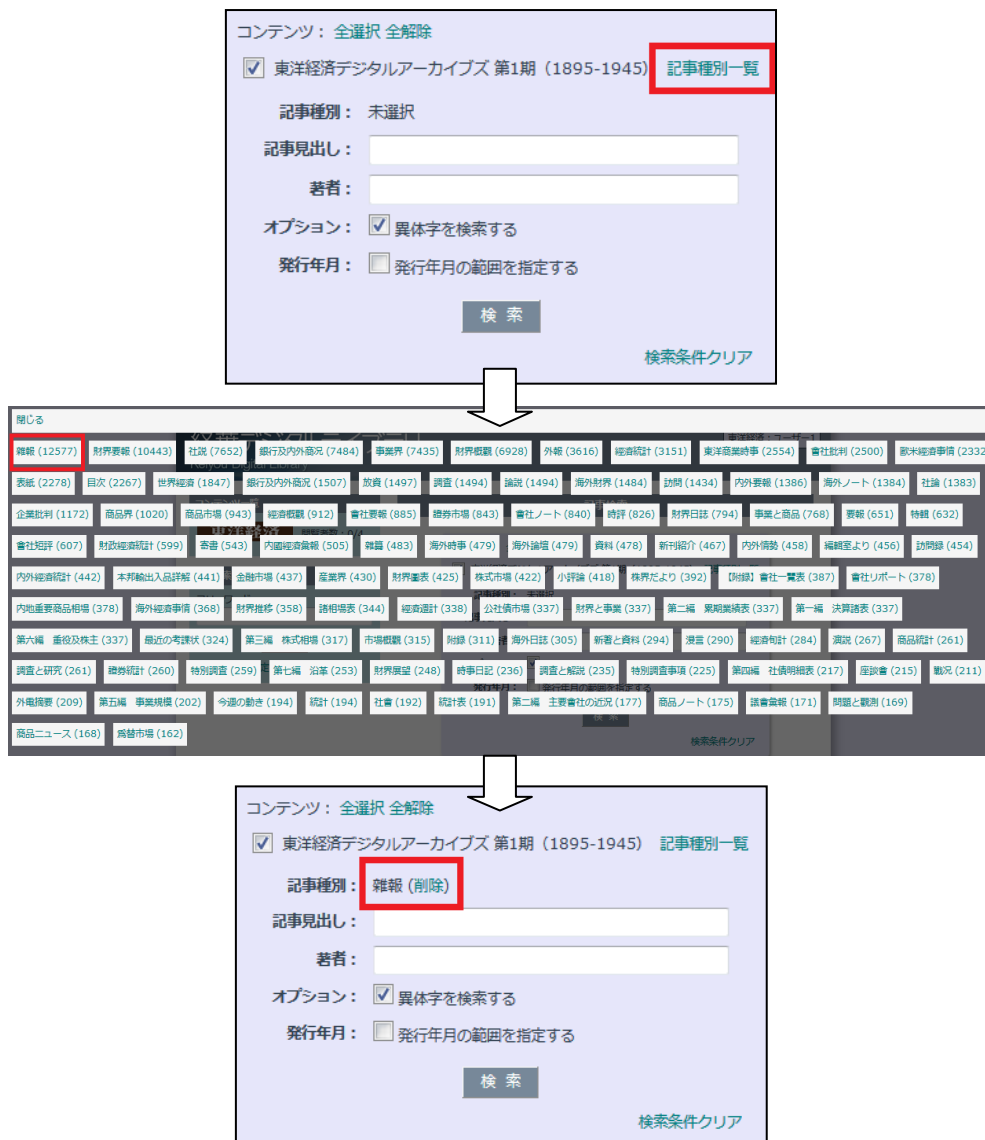 コンテンツ： 全選択 全解除
東洋経済デジタルアーカイブズ 第1期（1895-1945） 記事種別一覧
記事種別： 未選択
記事見出し：
著者：
オプション： 異体字を検索する
発行年月： 発行年月の範囲を指定する
検 索
検索条件クリア
閉じる
雑報 (12577) 財界要報 (10443) 社説 (7652) 銀行及内外商况 (7484) 事業界 (7435) 財界概觀 (6928) 外報 (3616) 經濟統計 (3151) 東洋商業時事 (2554) 會社批判 (2500) 歐米經濟事情 (2332
表紙 (2278) 目次 (2267) 世界經濟 (1847) 銀行及内外商况 (1507) 放資 (1497) 調査 (1494) 論説 (1494) 海外財界 (1484) 訪問 (1434) 内外要報 (1386) 海外ノート (1384) 社論 (1383)
企業批判 (1172) 商品界 (1020) 商品市場 (943) 經濟概觀 (912) 會社要報 (885) 證券市場 (843) 會社ノート (840) 時評 (826) 財界日誌 (794) 事業と商品 (768) 要報 (651) 特輯 (632)
會社短評 (607) 財政經濟統計 (599) 寄書 (543) 内國經濟彙報 (505) 雜纂 (483) 海外時事 (479) 海外論壇 (479) 資料 (478) 新刊紹介 (467) 内外情勢 (458) 編輯室より (456) 訪問録 (454)
内外經濟統計 (442) 本邦輸出入品詳解 (441) 金融市場 (437) 産業界 (430) 財界圖表 (425) 株式市場 (422) 小評論 (418) 株界だより (392) 【附録】會社一覽表 (387) 會社リポート (378)
内地重要商品相場 (378) 海外經濟事情 (368) 財界推移 (358) 諸相場表 (344) 經濟週計 (338) 公社債市場 (337) 財界と事業 (337) 第二編 累期業績表 (337) 第一編 決算諸表 (337)
第六編 重役及株主 (337) 最近の考課状 (324) 第三編 株式相場 (317) 市場概觀 (315) 附録 (311) 海外日誌 (305) 新著と資料 (294) 漫言 (290) 經濟旬計 (284) 演説 (267) 商品統計 (261)
調査と研究 (261) 證券統計 (260) 特別調査 (259) 第七編 沿革 (253) 財界展望 (248) 時事日記 (236) 調査と解説 (235) 特別調査事項 (225) 第四編 社債明細表 (217) 座談會 (215) 戰况 (211)
外電摘要 (209) 第五編 事業規模 (202) 今週の動き (194) 統計 (194) 社會 (192) 統計表 (191) 第二編 主要會社の近况 (177) 商品ノート (175) 議會彙報 (171) 問題と觀測 (169)
商品ニュース (168) 爲替市場 (162)
検索条件クリア
コンテンツ： 全選択 全解除
東洋経済デジタルアーカイブズ 第1期（1895-1945） 記事種別一覧
記事種別： 雑報 (削除)
記事見出し：
著者：
オプション： 異体字を検索する
発行年月： 発行年月の範囲を指定する
検 索
検索条件クリア